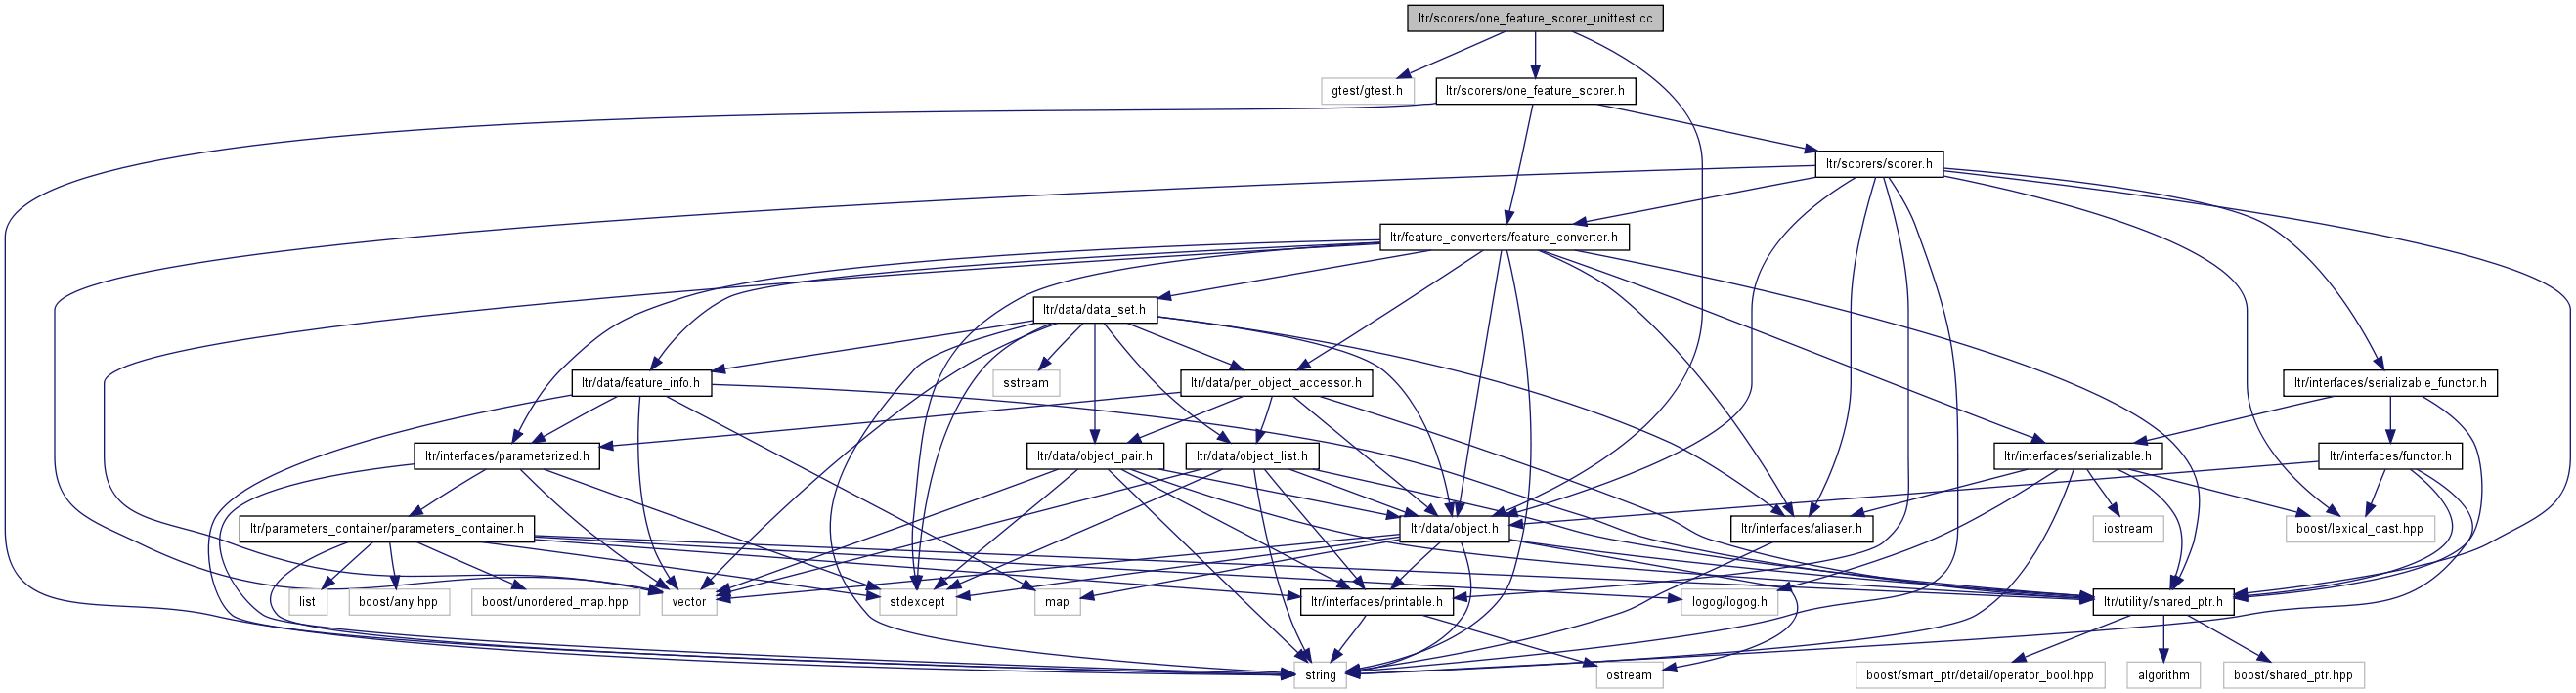 ltr/scorers/one_feature_scorer_unittest.cc
gtest/gtest.h
ltr/scorers/one_feature_scorer.h
ltr/scorers/scorer.h
ltr/feature_converters/feature_converter.h
ltr/data/data_set.h
ltr/data/feature_info.h
sstream
ltr/data/per_object_accessor.h
ltr/interfaces/serializable_functor.h
ltr/interfaces/parameterized.h
ltr/data/object_pair.h
ltr/data/object_list.h
ltr/interfaces/serializable.h
ltr/interfaces/functor.h
ltr/parameters_container/parameters_container.h
ltr/data/object.h
ltr/interfaces/aliaser.h
iostream
boost/lexical_cast.hpp
list
boost/any.hpp
boost/unordered_map.hpp
vector
stdexcept
logog/logog.h
map
ltr/interfaces/printable.h
ltr/utility/shared_ptr.h
string
ostream
boost/smart_ptr/detail/operator_bool.hpp
algorithm
boost/shared_ptr.hpp